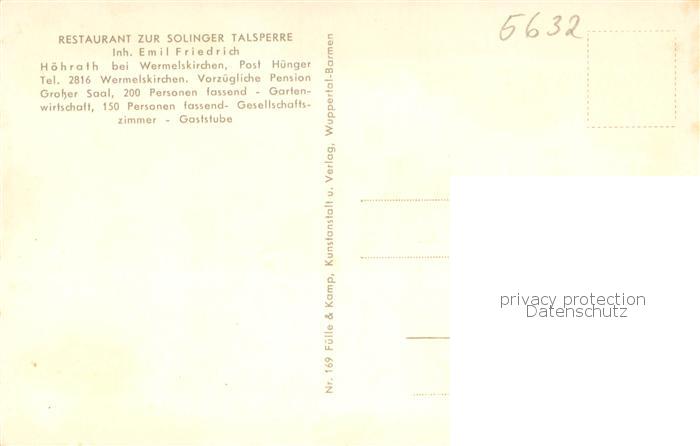 RESTAURANT ZUR SOLINGER TALSPERRE
Inh. Emil Friedrich
Höhrath bei Wermelskirchen, Post Hünger
Tel. 2816 Wermelskirchen. Vorzügliche Pension
Großer Saal, 200 Personen fassend - Garten-
wirtschaft, 150 Personen fassend- Gesellschafts-
zimmer - Gaststube
Nr. 169 Fülle & Kamp, Kunstanstalt u. Verlag, Wuppertal-Barmen
5632
privacy protection
Datenschutz